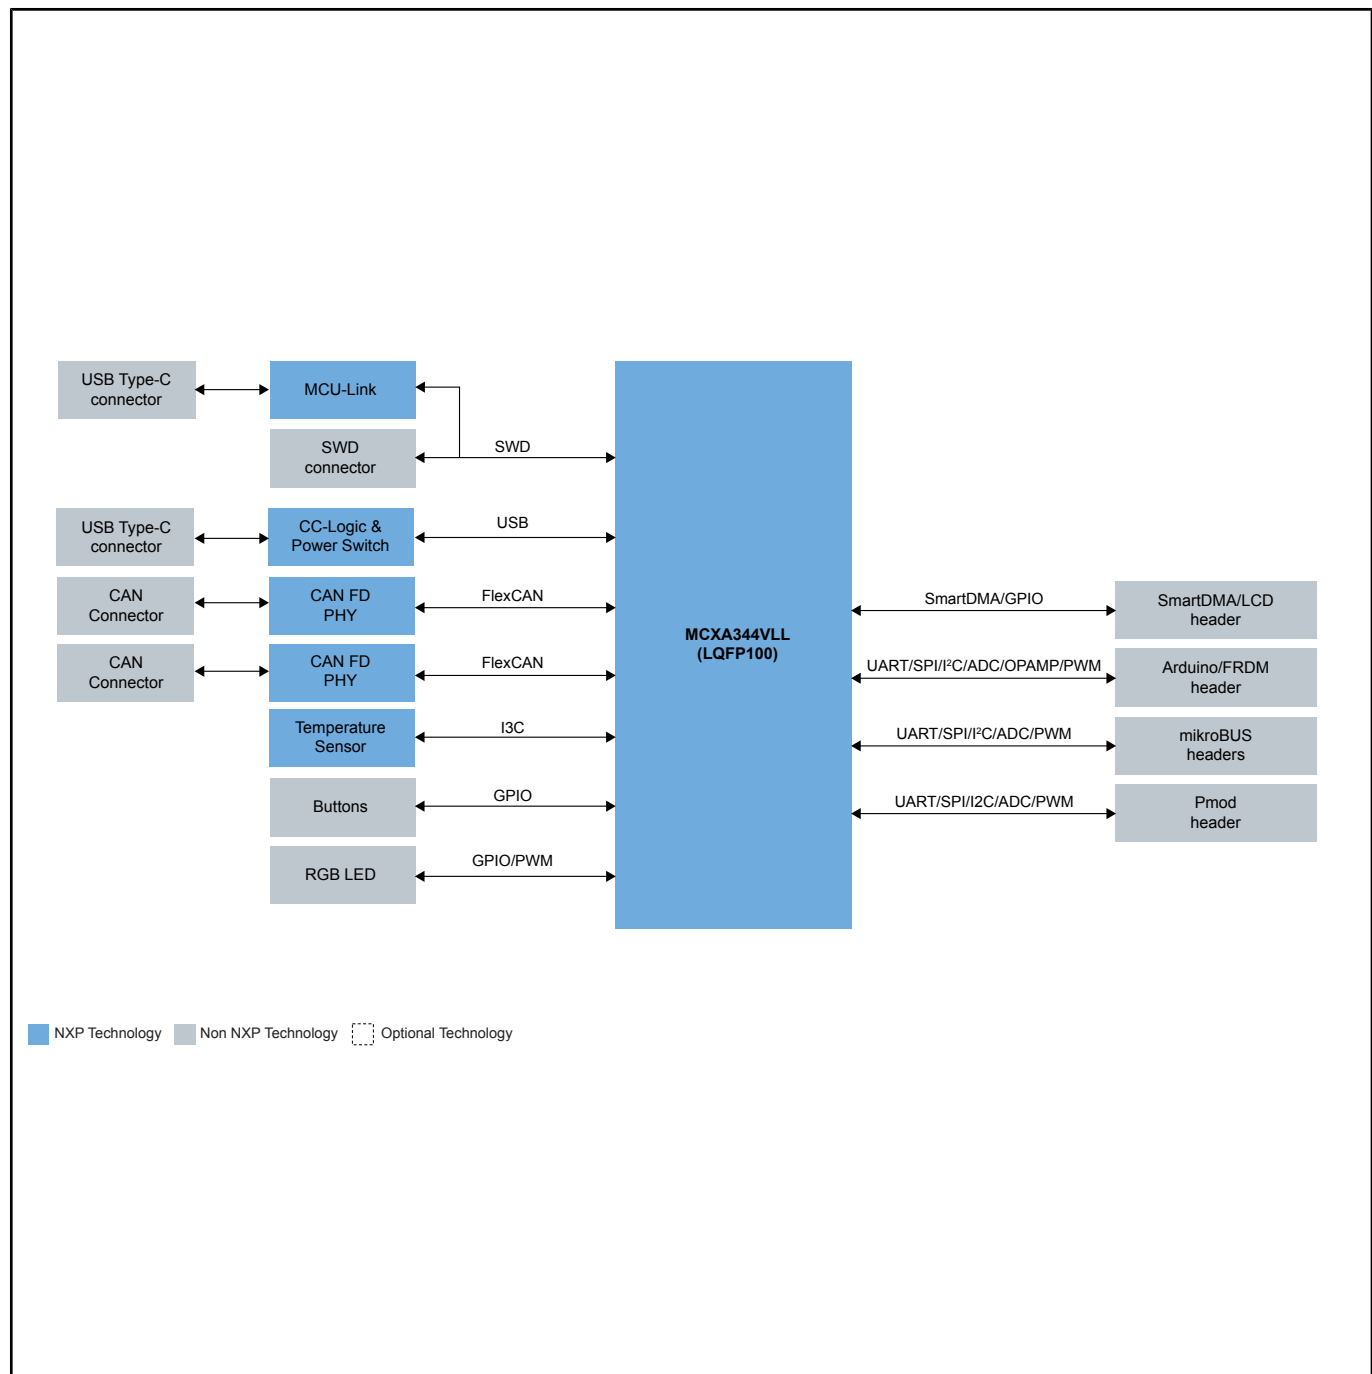 USB Type-C
connector
MCU-Link
SWD
connector
SWD
USB Type-C
connector
CC-Logic &
Power Switch
USB
CAN
Connector
CAN FD
PHY
FlexCAN
CAN
Connector
CAN FD
PHY
FlexCAN
Temperature
Sensor
I3C
Buttons
GPIO
RGB LED
GPIO/PWM
MCXA344VLL
(LQFP100)
SmartDMA/GPIO
SmartDMA/LCD
header
UART/SPI/I²C/ADC/OPAMP/PWM
Arduino/FRDM
header
UART/SPI/I²C/ADC/PWM
mikroBUS
headers
UART/SPI/I2C/ADC/PWM
Pmod
header
NXP Technology
Non NXP Technology
Optional Technology